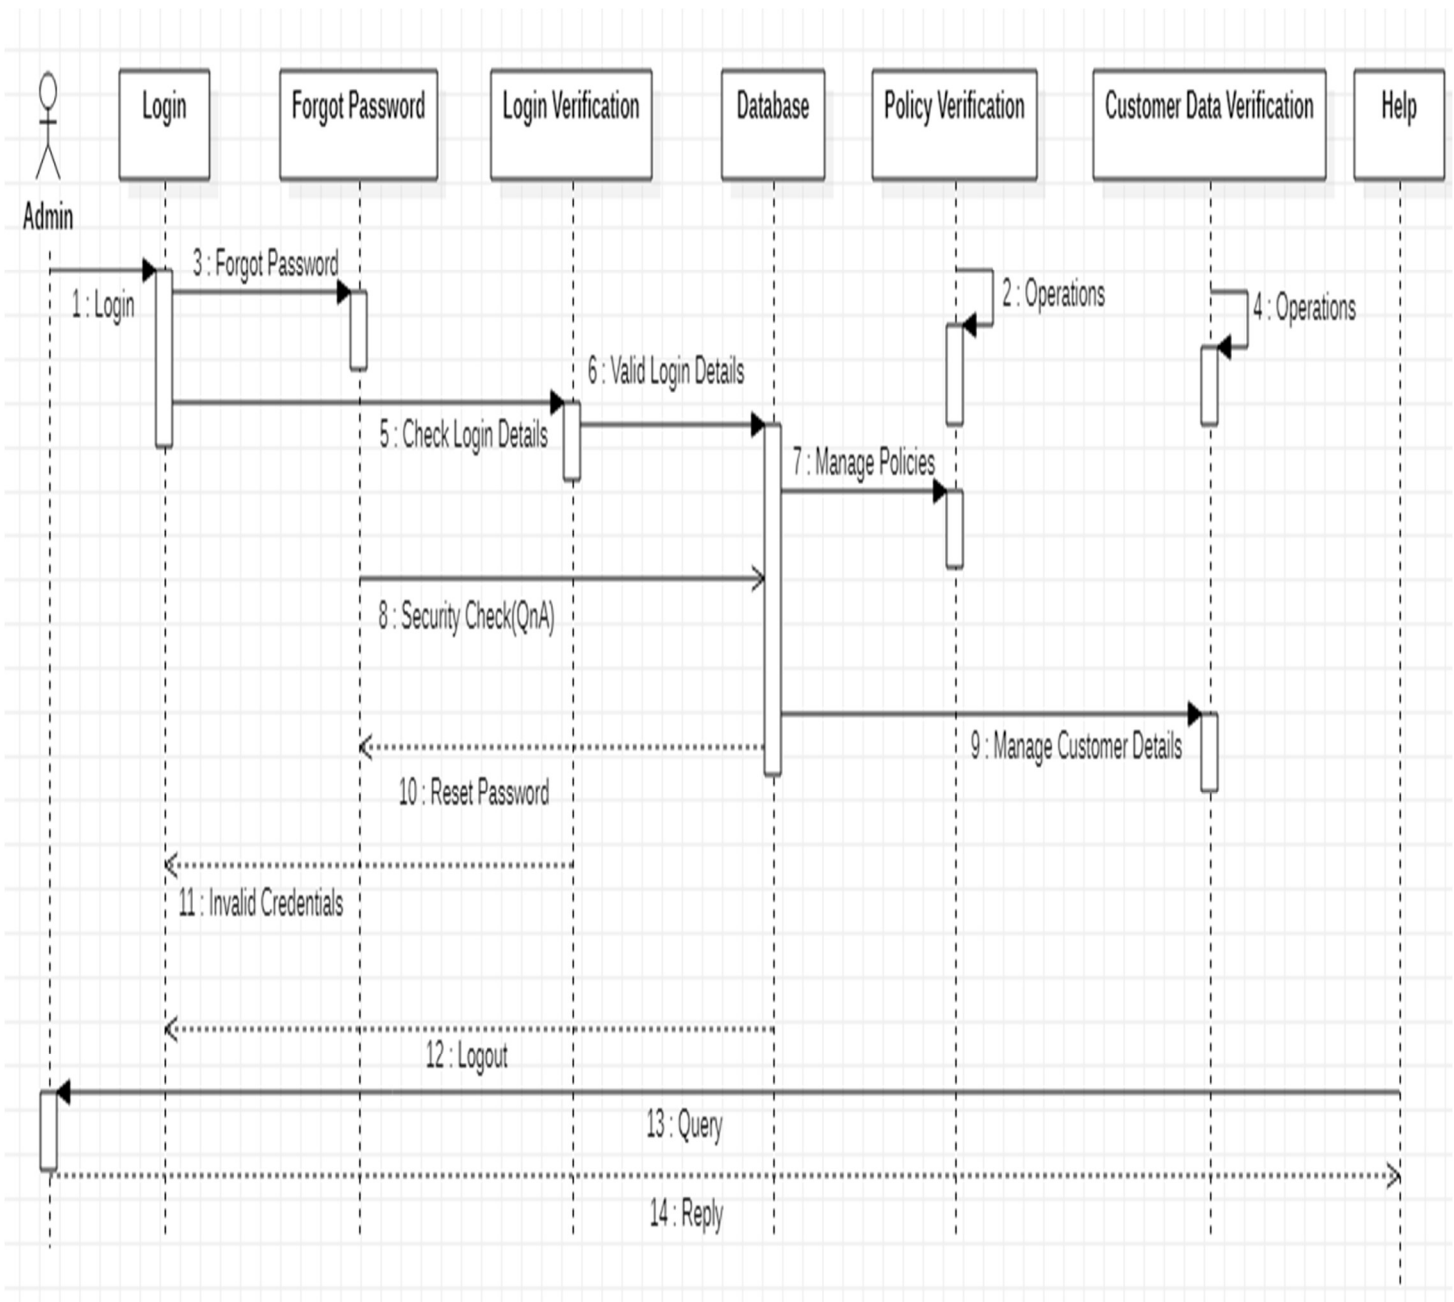 Login
Forgot Password
Login Verification
Database
Policy Verification
Customer Data Verification
Help
Admin
3 : Forgot Password
1 : Login
2 : Operations
4 : Operations
6 : Valid Login Details
5 : Check Login Details
7 : Manage Policies
8 : Security Check(QnA)
9 : Manage Customer Details
10 : Reset Password
11 : Invalid Credentials
12 : Logout
13 : Query
14 : Reply